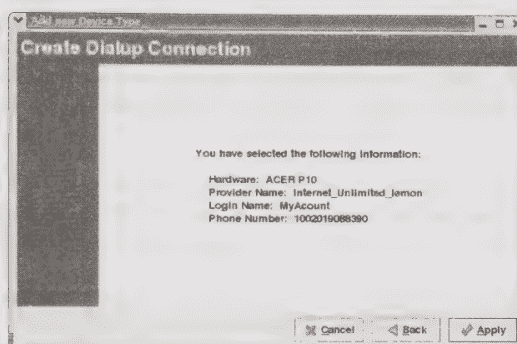 Add new Device Type
Create Dialup Connection
You have selected the following information:
Hardware: ACER P10
Provider Name: Internet_Unlimited_lemon
Login Name: MyAcount
Phone Number: 1002019088390
Cancel
Back
Apply